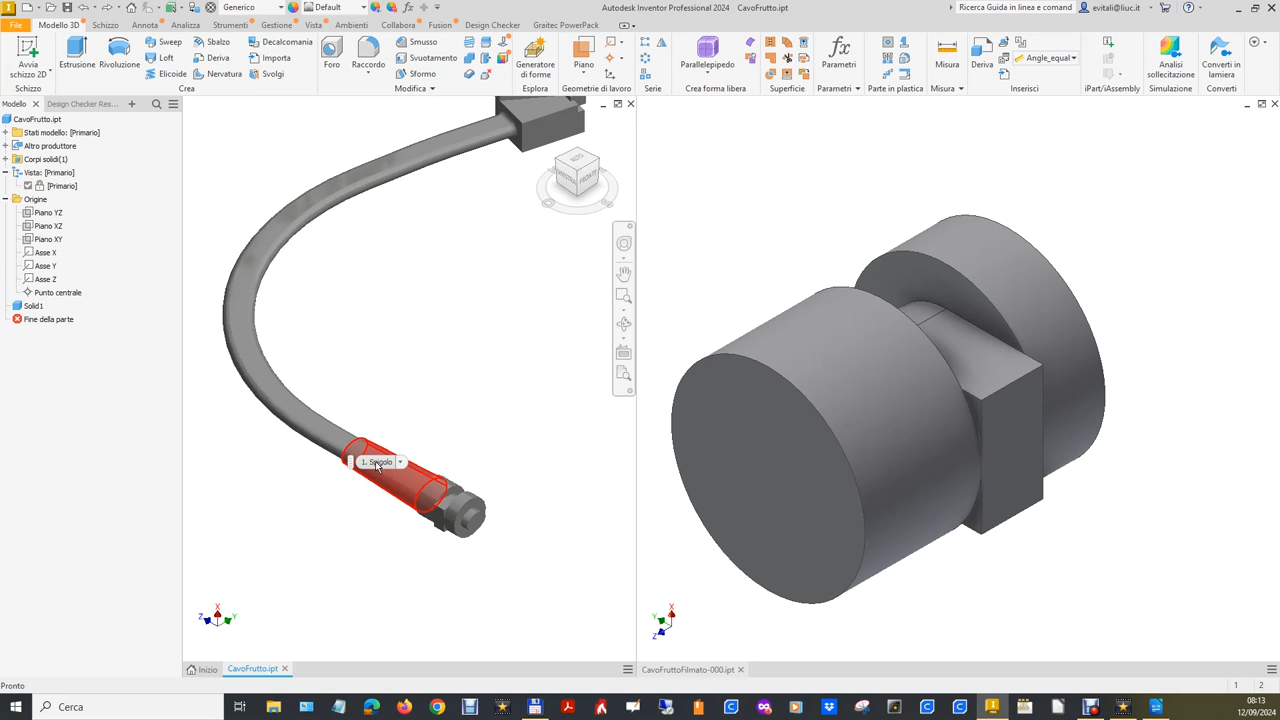 Generico
Default
Autodesk Inventor Professional 2024 CavoFrutto.ipt
Ricerca Guida in linea e comandi
evitali@liuc.it
File
Modello 3D
Schizzo
Annota
Analizza
Strumenti
Gestione
Vista
Ambienti
Collabora
Fusion
Design Checker
Graitec PowerPack
Avvia
schizzo 2D
Estrusione
Rivoluzione
Sweep
Loft
Elicoide
Sbalzo
Deriva
Nervatura
Decalcomania
Importa
Svolgi
Foro
Raccordo
Smusso
Svuotamento
Sformo
Generatore
di forme
Piano
Parallelepipedo
Parametri
Misura
Deriva
Angle_equal
Analisi
sollecitazione
Converti in
lamiera
Schizzo
Crea
Modifica
Esplora
Geometrie di lavoro
Serie
Crea forma libera
Superficie
Parametri
Parte in plastica
Misura
Inserisci
iPart/iAssembly
Simulazione
Converti
Modello
Design Checker Res...
CavoFrutto.ipt
Stati modello: [Primario]
Altro produttore
Corpi solidi(1)
Vista: [Primario]
[Primario]
Origine
Piano YZ
Piano XZ
Piano XY
Asse X
Asse Y
Asse Z
Punto centrale
Solid1
Fine della parte
ALTO
FRONTE
1. Spigolo
X
Z
Y
X
Y
Z
Inizio
CavoFrutto.ipt
CavoFruttoFilmato-000.ipt
Pronto
1
2
Cerca
08:13
12/09/2024